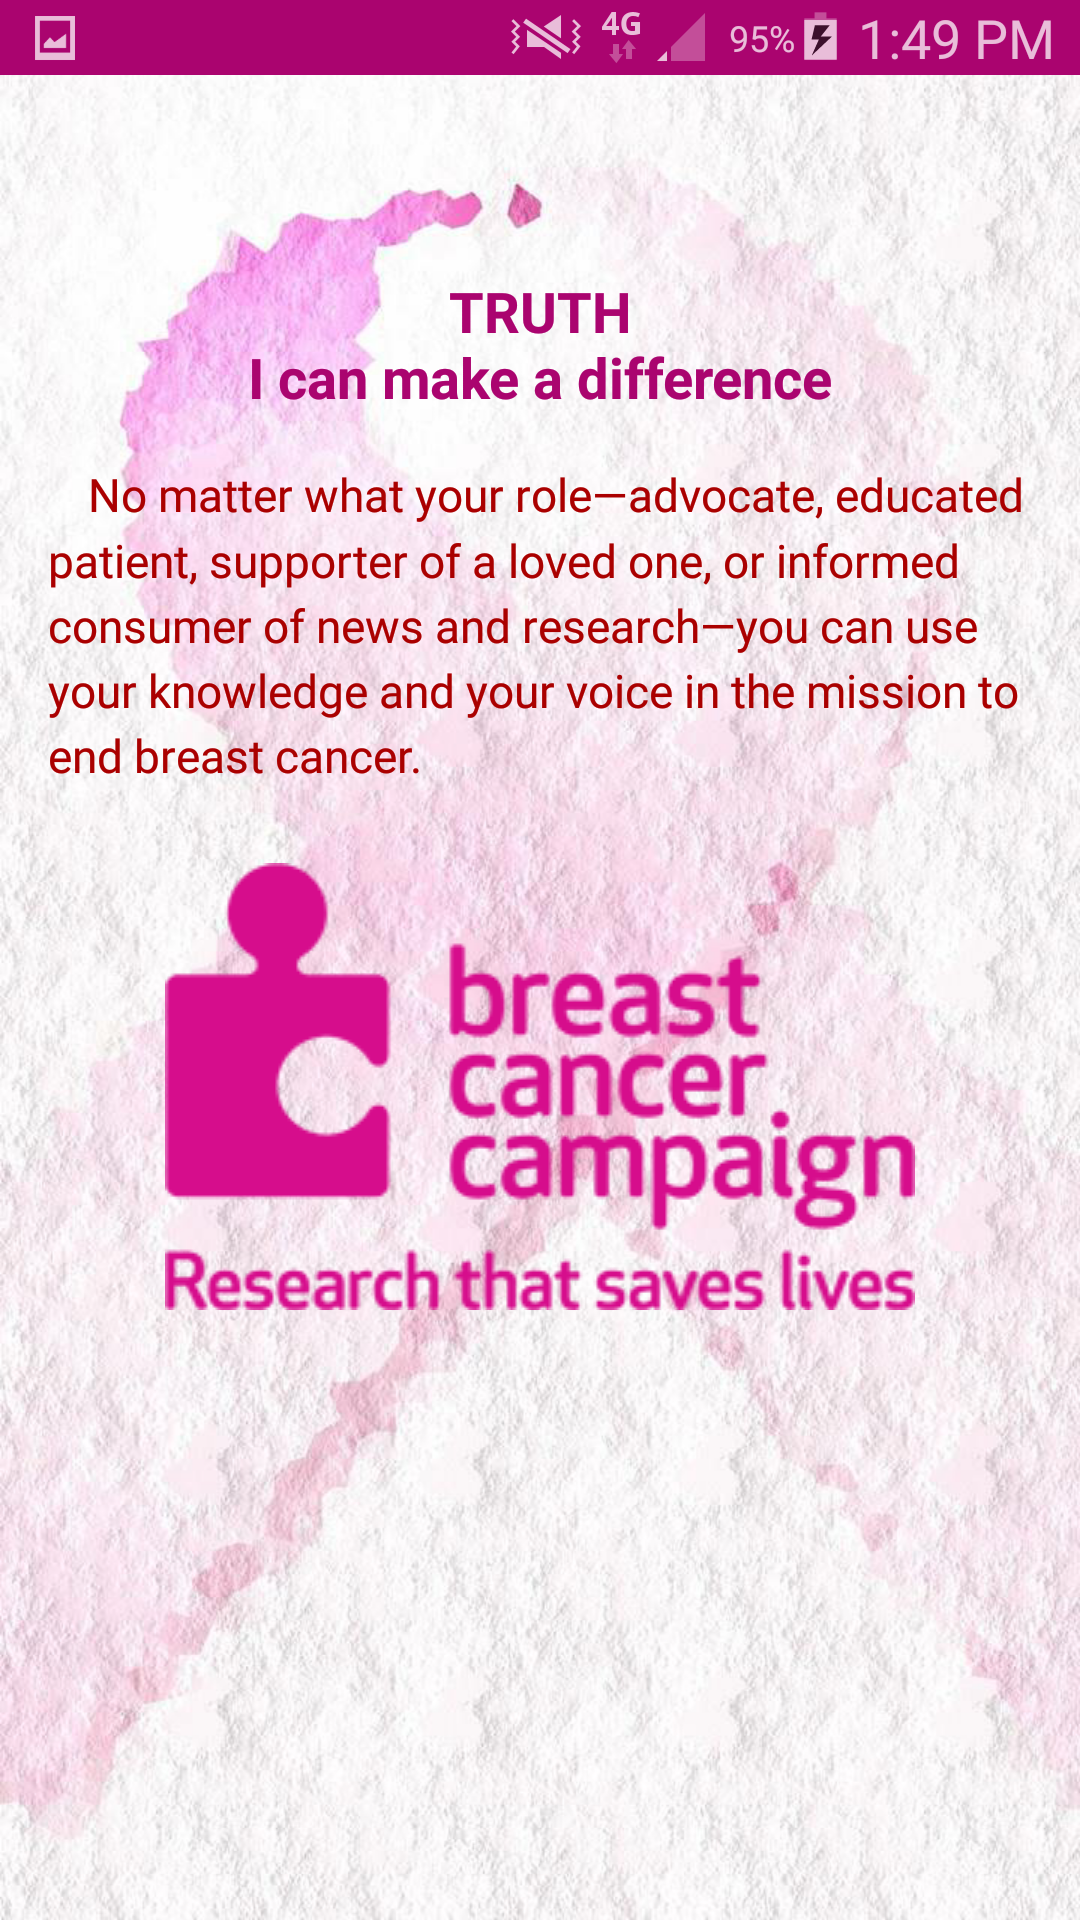 4G 95% 1:49 PM
TRUTH
I can make a difference
No matter what your role—advocate, educated
patient, supporter of a loved one, or informed
consumer of news and research—you can use
your knowledge and your voice in the mission to
end breast cancer.
breast
cancer
campaign
Research that saves lives